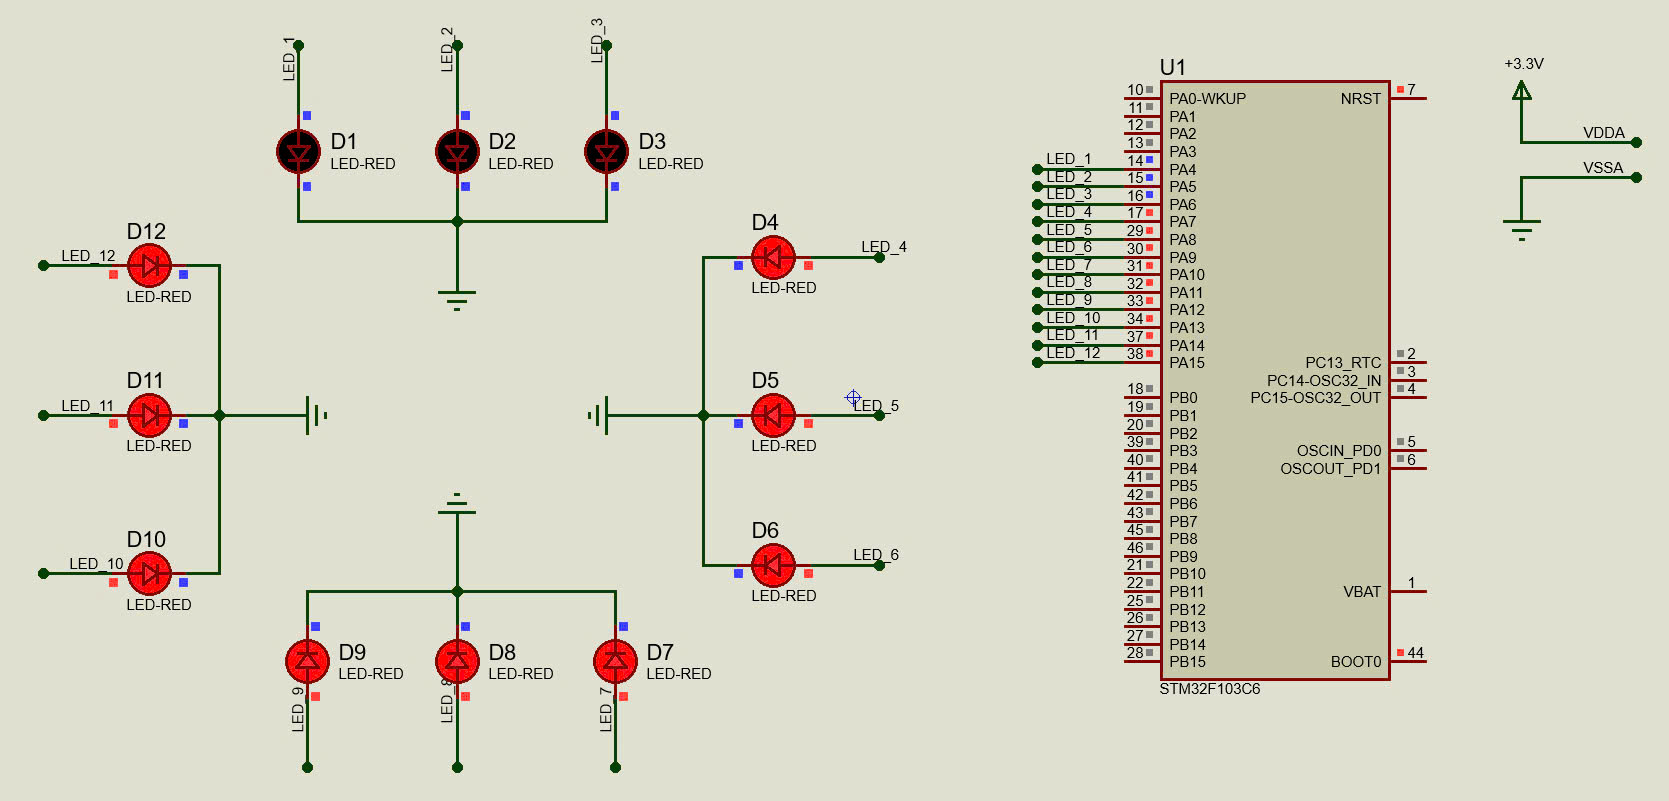 LED_1
LED_2
LED_3
D1
LED-RED
D2
LED-RED
D3
LED-RED
D12
LED_12
LED-RED
D11
LED_11
LED-RED
D10
LED_10
LED-RED
D4
LED_4
LED-RED
D5
LED_5
LED-RED
D6
LED_6
LED-RED
D9
LED-RED
LED_9
D8
LED-RED
LED_8
D7
LED-RED
LED_7
U1
10 PA0-WKUP
11 PA1
12 PA2
13 PA3
LED_1 14 PA4
LED_2 15 PA5
LED_3 16 PA6
LED_4 17 PA7
LED_5 29 PA8
LED_6 30 PA9
LED_7 31 PA10
LED_8 32 PA11
LED_9 33 PA12
LED_10 34 PA13
LED_11 37 PA14
LED_12 38 PA15
18 PB0
19 PB1
20 PB2
39 PB3
40 PB4
41 PB5
42 PB6
43 PB7
45 PB8
46 PB9
21 PB10
22 PB11
25 PB12
26 PB13
27 PB14
28 PB15
NRST 7
PC13_RTC 2
PC14-OSC32_IN 3
PC15-OSC32_OUT 4
OSCIN_PD0 5
OSCOUT_PD1 6
VBAT 1
BOOT0 44
STM32F103C6
+3.3V
VDDA
VSSA